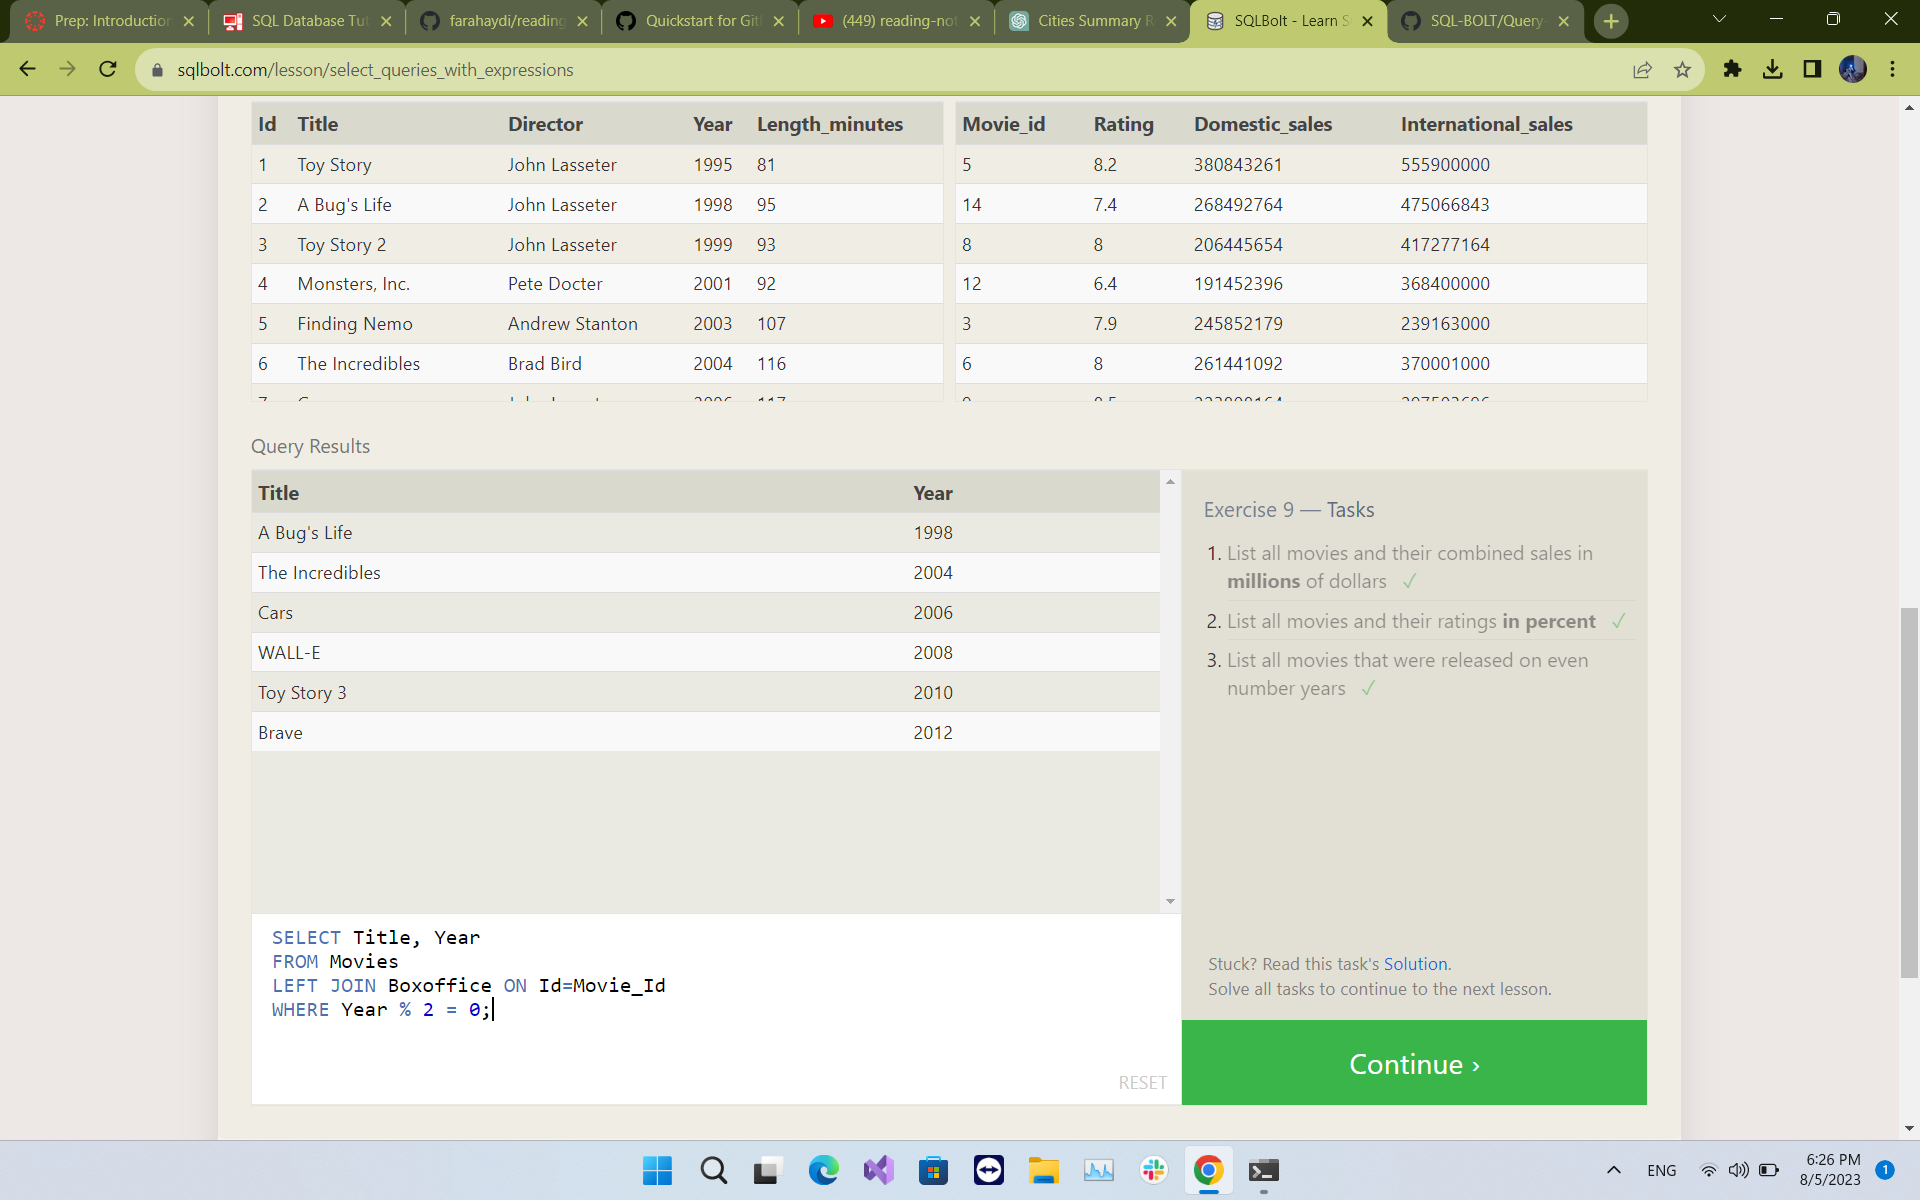 Prep: Introduction
SQL Database Tut
farahaydi/reading
Quickstart for Git
(449) reading-not
Cities Summary R
SQLBolt - Learn S
SQL-BOLT/Query-
sqlbolt.com/lesson/select_queries_with_expressions
Id Title Director Year Length_minutes
1 Toy Story John Lasseter 1995 81
2 A Bug's Life John Lasseter 1998 95
3 Toy Story 2 John Lasseter 1999 93
4 Monsters, Inc. Pete Docter 2001 92
5 Finding Nemo Andrew Stanton 2003 107
6 The Incredibles Brad Bird 2004 116
Movie_id Rating Domestic_sales International_sales
5 8.2 380843261 555900000
14 7.4 268492764 475066843
8 8 206445654 417277164
12 6.4 191452396 368400000
3 7.9 245852179 239163000
6 8 261441092 370001000
Query Results
Title Year
A Bug's Life 1998
The Incredibles 2004
Cars 2006
WALL-E 2008
Toy Story 3 2010
Brave 2012
SELECT Title, Year
FROM Movies
LEFT JOIN Boxoffice ON Id=Movie_Id
WHERE Year % 2 = 0;
RESET
Exercise 9 — Tasks
1. List all movies and their combined sales in
millions of dollars ✓
2. List all movies and their ratings in percent ✓
3. List all movies that were released on even
number years ✓
Stuck? Read this task's Solution.
Solve all tasks to continue to the next lesson.
Continue ›
ENG
6:26 PM
8/5/2023
1